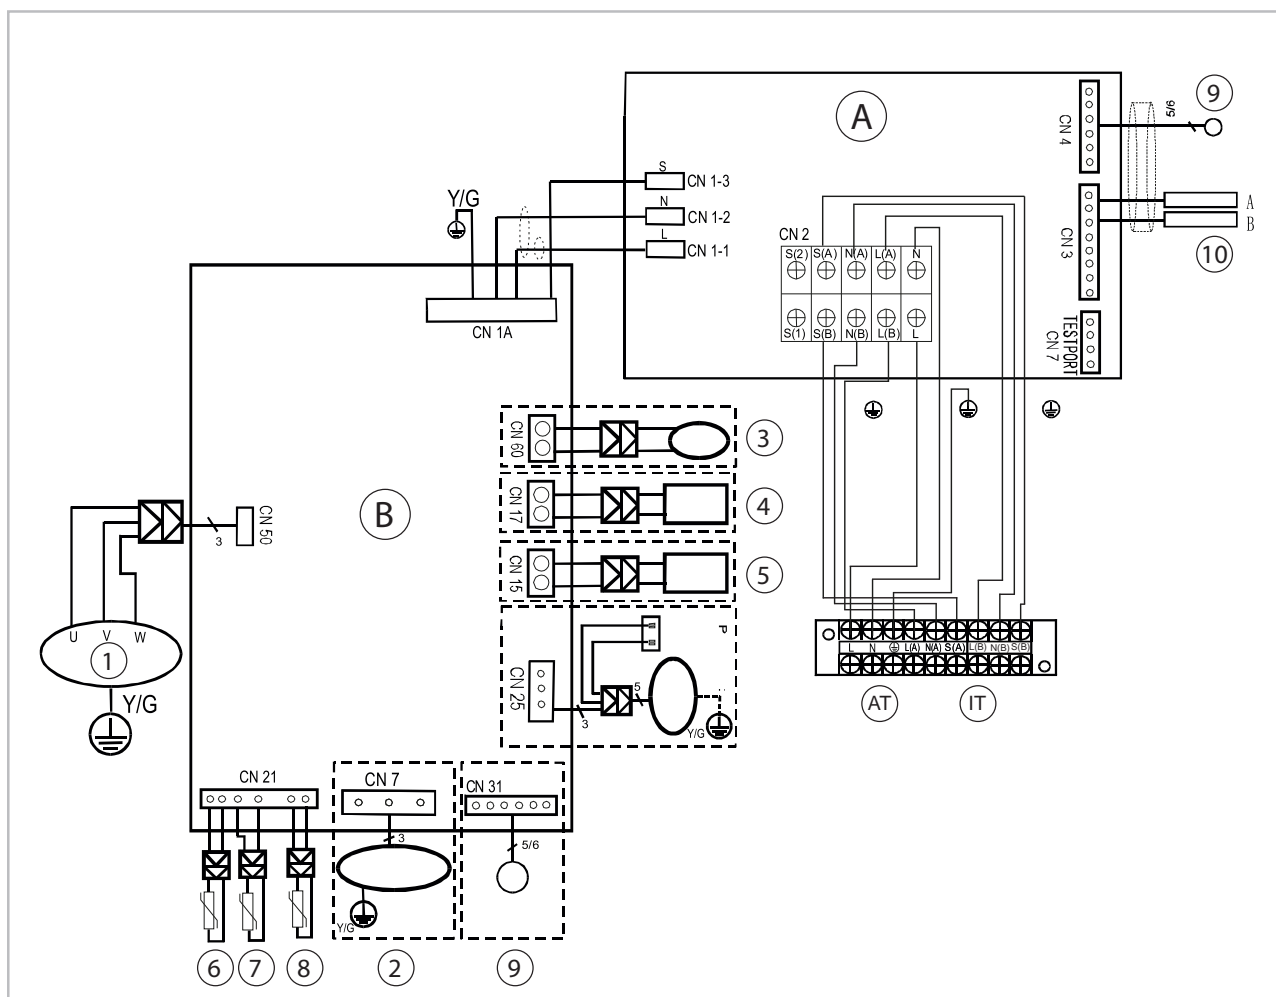 A
CN 4
5/6
9
S
CN 1-3
Y/G
N
CN 1-2
L
CN 1-1
A
B
CN 3
10
CN 2
S(2) S(A) N(A) L(A) N
S(1) S(B) N(B) L(B) L
TESTPORT
CN 7
CN 1A
CN 60
3
CN 17
4
B
CN 50
3
CN 15
5
U V W
1
Y/G
P
CN 25
5
3
Y/G
L N L(A) N(A) S(A) L(B) N(B) S(B)
AT IT
CN 21
CN 7
CN 31
3
5/6
Y/G
6 7 8 2 9